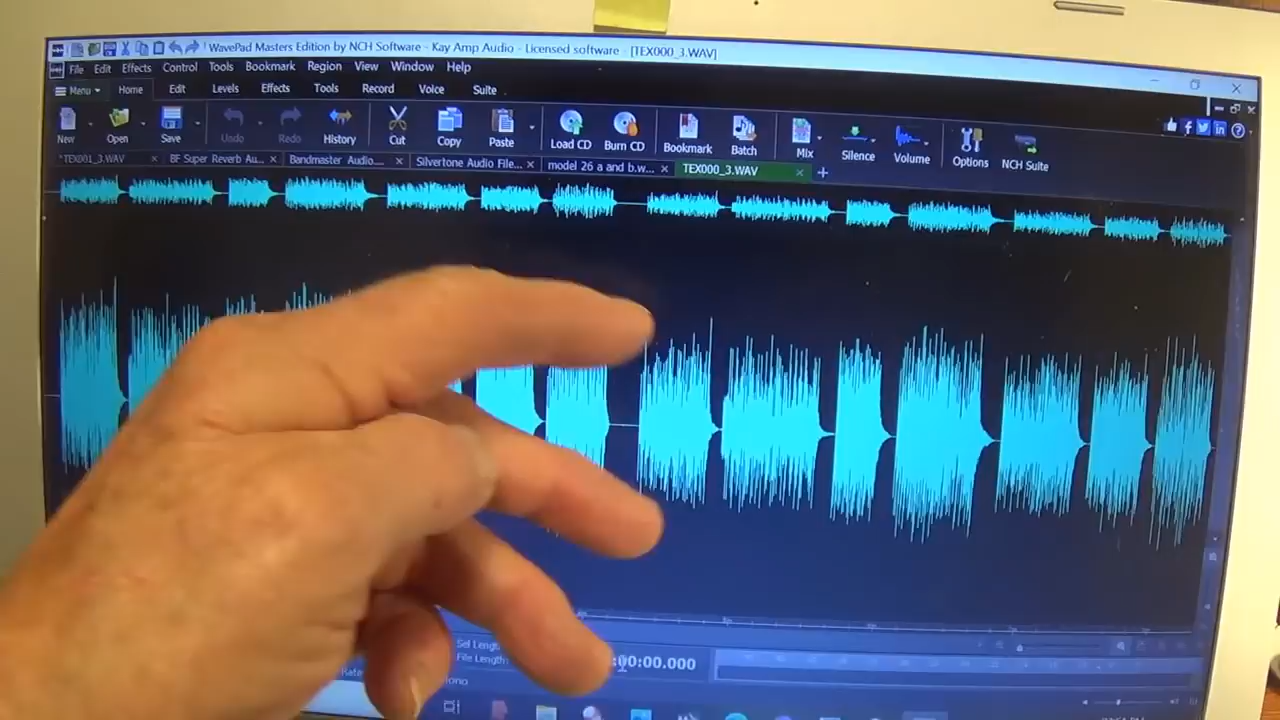 WavePad Masters Edition by NCH Software - Kay Amp Audio - Licensed software - [TEX000_3.WAV]
File Edit Effects Control Tools Bookmark Region View Window Help
Menu Home Edit Levels Effects Tools Record Voice Suite
New Open Save Undo Redo History Cut Copy Paste Load CD Burn CD Bookmark Batch Mix Silence Volume Options NCH Suite
*TEX001_3.WAV BF Super Reverb Au... Bandmaster Audio.... Silvertone Audio File... model 26 a and b.w... TEX000_3.WAV
Sel Leng
File Length:
:00:00.000
Rate
ono